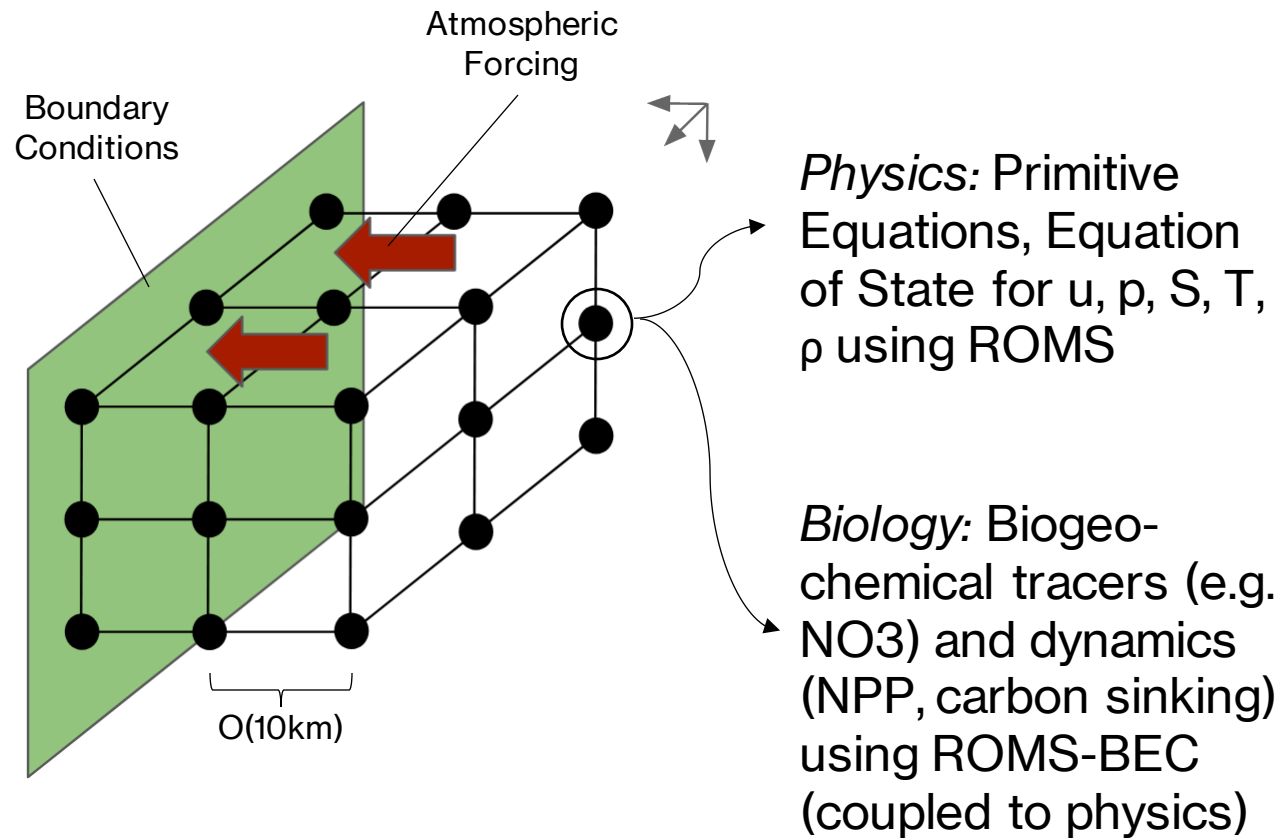 Atmospheric
Forcing
Boundary
Conditions
Physics: Primitive
Equations, Equation
of State for u, p, S, T,
ρ using ROMS
Biology: Biogeo-
chemical tracers (e.g.
NO3) and dynamics
(NPP, carbon sinking)
using ROMS-BEC
(coupled to physics)
O(10km)